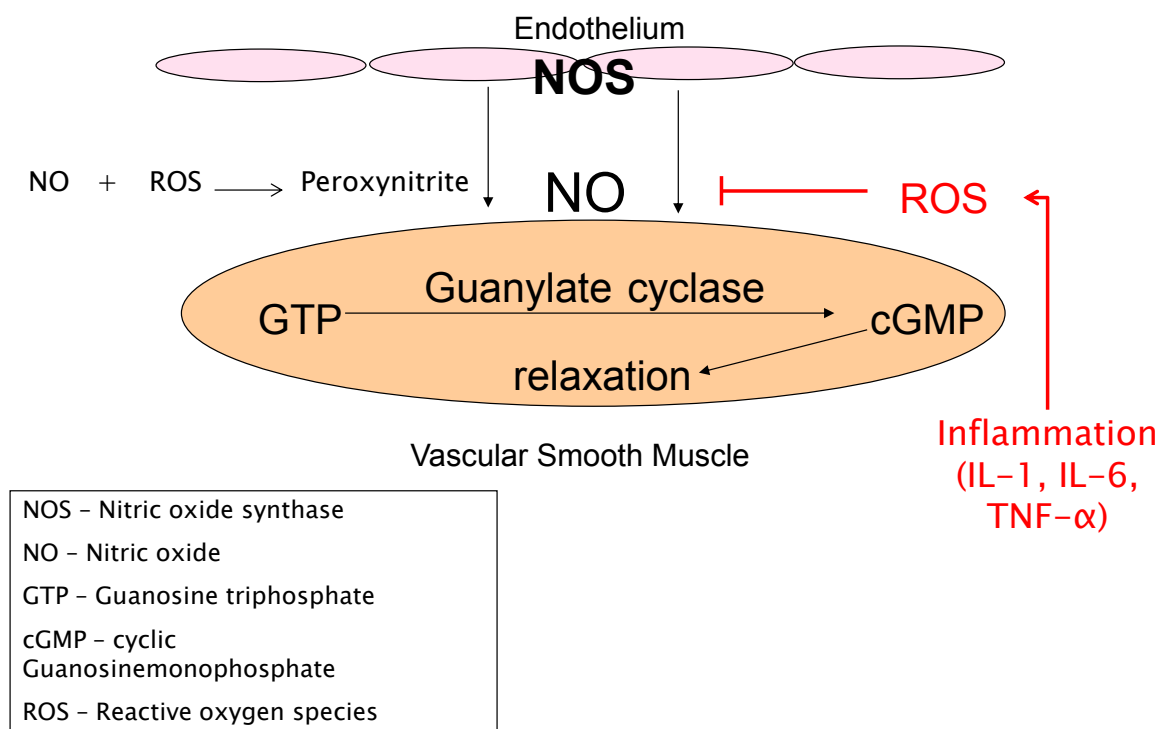 Endothelium
NOS
NO + ROS Peroxynitrite
NO
ROS
Guanylate cyclase
GTP
cGMP
relaxation
Vascular Smooth Muscle
Inflammation
(IL-1, IL-6,
TNF-α)
NOS – Nitric oxide synthase
NO – Nitric oxide
GTP – Guanosine triphosphate
cGMP – cyclic
Guanosinemonophosphate
ROS – Reactive oxygen species